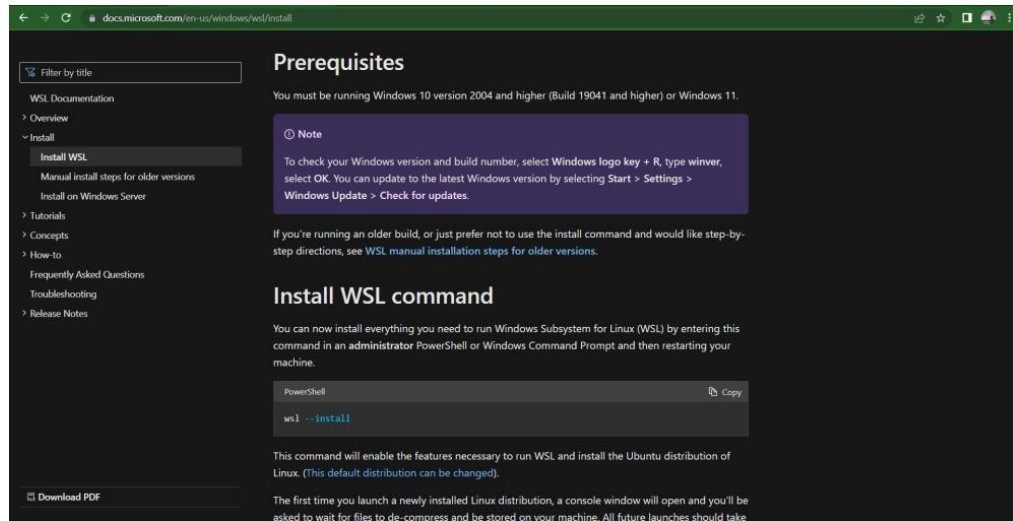 docs.microsoft.com/en-us/windows/wsl/install
Filter by title
WSL Documentation
Overview
Install
Install WSL
Manual install steps for older versions
Install on Windows Server
Tutorials
Concepts
How-to
Frequently Asked Questions
Troubleshooting
Release Notes
Download PDF
Prerequisites
You must be running Windows 10 version 2004 and higher (Build 19041 and higher) or Windows 11.
Note
To check your Windows version and build number, select Windows logo key + R, type winver,
select OK. You can update to the latest Windows version by selecting Start > Settings >
Windows Update > Check for updates.
If you're running an older build, or just prefer not to use the install command and would like step-by-
step directions, see WSL manual installation steps for older versions.
Install WSL command
You can now install everything you need to run Windows Subsystem for Linux (WSL) by entering this
command in an administrator PowerShell or Windows Command Prompt and then restarting your
machine.
PowerShell
Copy
wsl --install
This command will enable the features necessary to run WSL and install the Ubuntu distribution of
Linux. (This default distribution can be changed).
The first time you launch a newly installed Linux distribution, a console window will open and you'll be
asked to wait for files to de-compress and be stored on your machine. All future launches should take